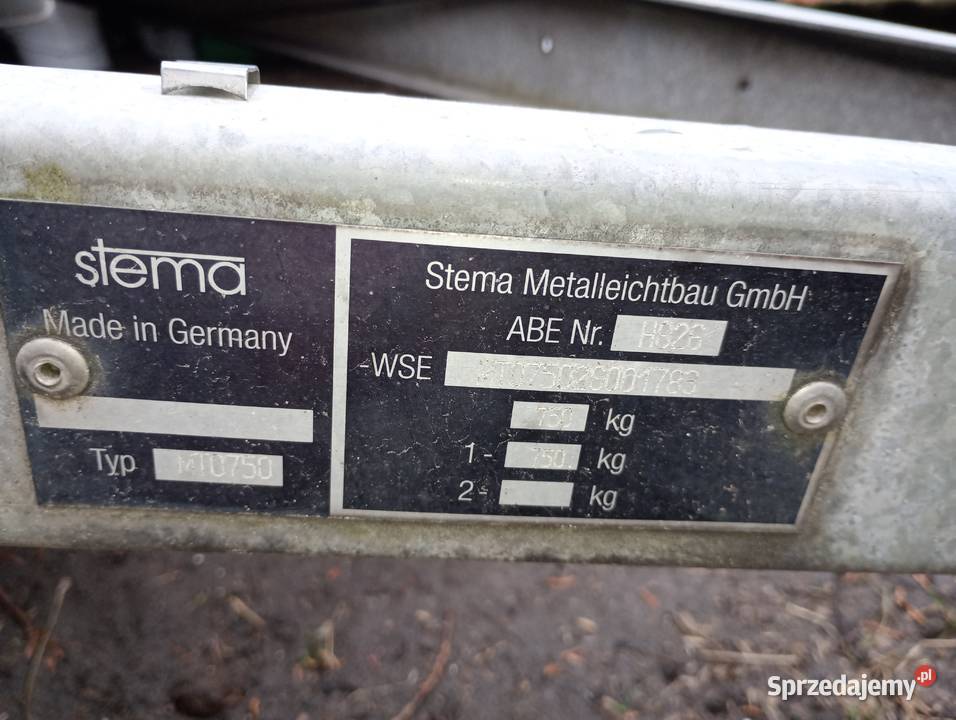 stema
Made in Germany
Typ MT0750
Stema Metalleichtbau GmbH
ABE Nr. H826
-WSE
750 kg
1- 750 kg
2- kg
Sprzedajemy.pl